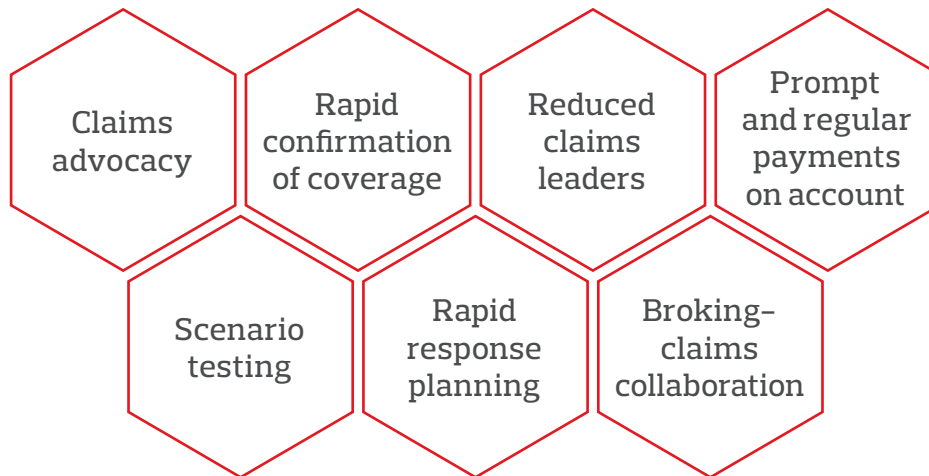 Claims
advocacy
Rapid
confirmation
of coverage
Reduced
claims
leaders
Prompt
and regular
payments
on account
Scenario
testing
Rapid
response
planning
Broking–
claims
collaboration